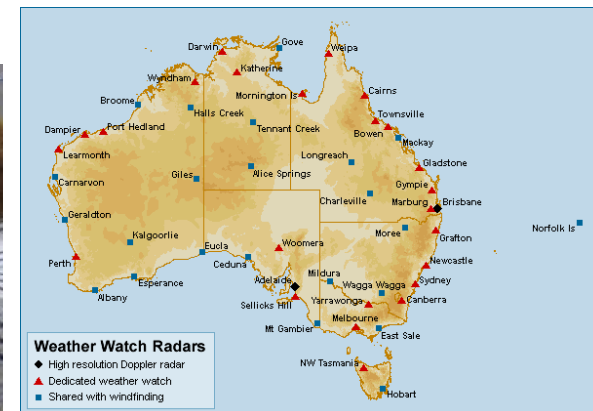 Gove
Darwin
Weipa
Katherine
Wyndham
Mornington Is
Cairns
Broome
Halls Creek
Townsville
Tennant Creek
Bowen
Port Hedland
Dampier
Mackay
Learmonth
Longreach
Gladstone
Alice Springs
Giles
Carnarvon
Gympie
Charleville
Marburg
Brisbane
Geraldton
Norfolk Is
Moree
Grafton
Kalgoorlie
Eucla
Woomera
Perth
Ceduna
Newcastle
Mildura
Adelaide
Esperance
Wagga Wagga
Sydney
Albany
Yarrawonga
Canberra
Sellicks Hill
Melbourne
Mt Gambier
East Sale
NW Tasmania
Hobart
Weather Watch Radars
High resolution Doppler radar
Dedicated weather watch
Shared with windfinding